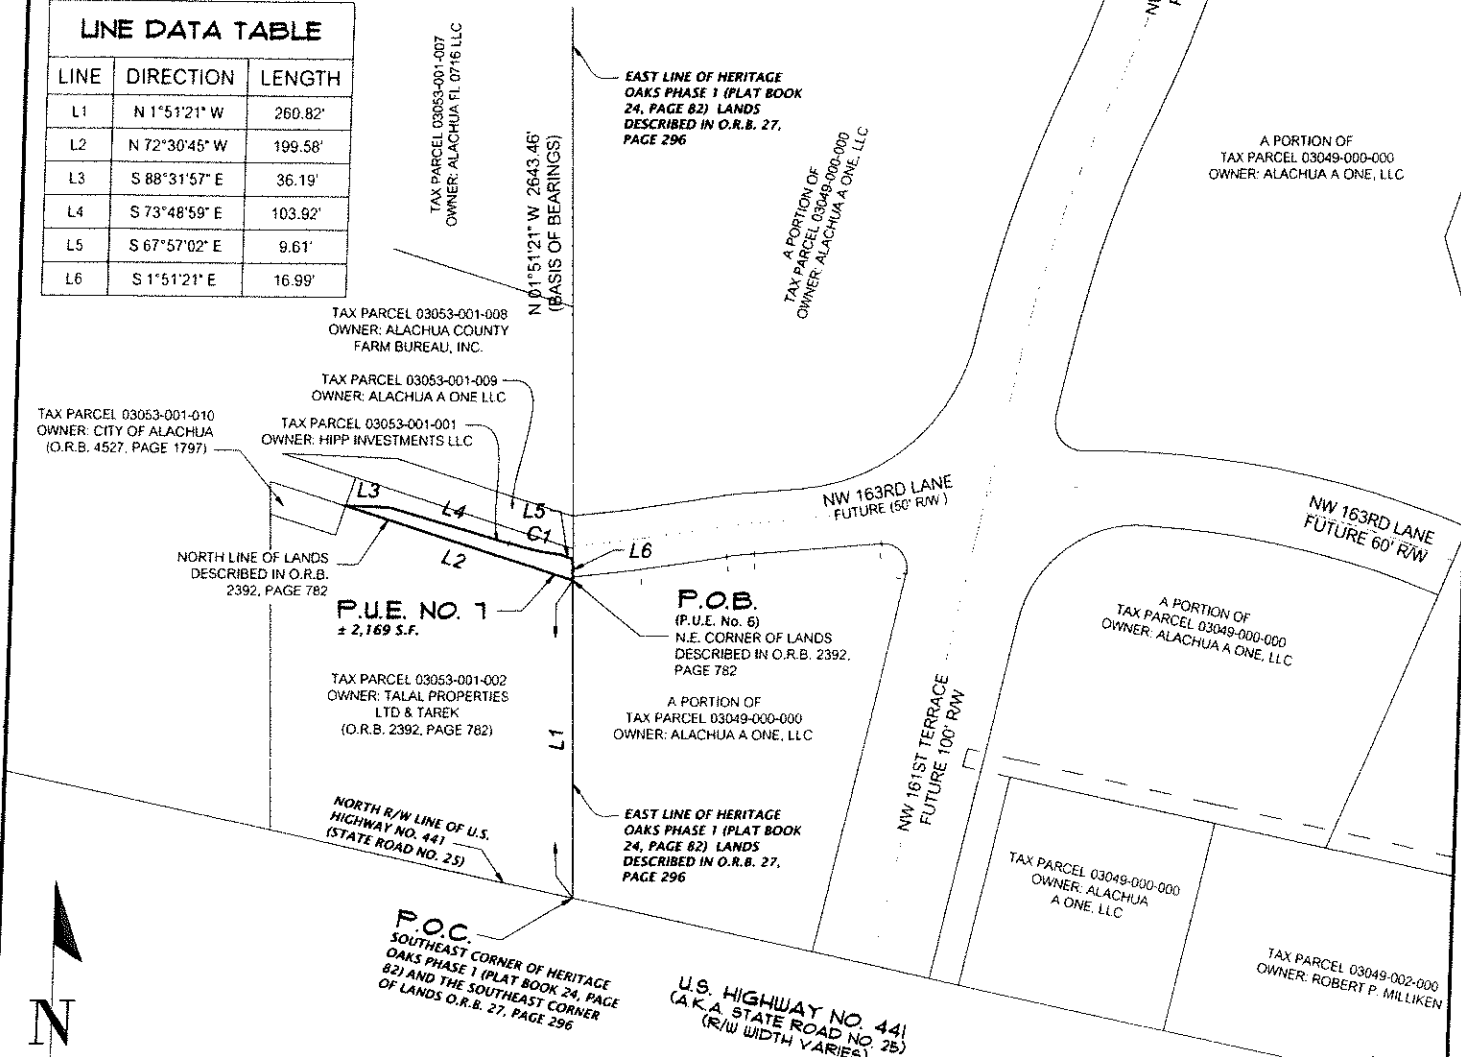 LINE DATA TABLE
LINE DIRECTION LENGTH
L1 N 1°51'21" W 260.82'
L2 N 72°30'45" W 199.58'
L3 S 88°31'57" E 36.19'
L4 S 73°48'59" E 103.92'
L5 S 67°57'02" E 9.61'
L6 S 1°51'21" E 16.99'
TAX PARCEL 03053-001-007
OWNER: ALACHUA FL 0716 LLC
N 01°51'21" W 2643.46'
(BASIS OF BEARINGS)
EAST LINE OF HERITAGE
OAKS PHASE 1 (PLAT BOOK
24, PAGE 82) LANDS
DESCRIBED IN O.R.B. 27,
PAGE 296
A PORTION OF
TAX PARCEL 03049-000-000
OWNER: ALACHUA A ONE, LLC
A PORTION OF
TAX PARCEL 03049-000-000
OWNER: ALACHUA A ONE, LLC
TAX PARCEL 03053-001-008
OWNER: ALACHUA COUNTY
FARM BUREAU, INC.
TAX PARCEL 03053-001-009
OWNER: ALACHUA A ONE LLC
TAX PARCEL 03053-001-001
OWNER: HIPP INVESTMENTS LLC
TAX PARCEL 03053-001-010
OWNER: CITY OF ALACHUA
(O.R.B. 4527, PAGE 1797)
L3
L4
L5
C1
L2
L6
NW 163RD LANE
FUTURE (50' R/W )
NW 163RD LANE
FUTURE 60' R/W
NORTH LINE OF LANDS
DESCRIBED IN O.R.B.
2392, PAGE 782
P.U.E. NO. 7
± 2,169 S.F.
P.O.B.
(P.U.E. No. 6)
N.E. CORNER OF LANDS
DESCRIBED IN O.R.B. 2392,
PAGE 782
A PORTION OF
TAX PARCEL 03049-000-000
OWNER: ALACHUA A ONE, LLC
TAX PARCEL 03053-001-002
OWNER: TALAL PROPERTIES
LTD & TAREK
(O.R.B. 2392, PAGE 782)
A PORTION OF
TAX PARCEL 03049-000-000
OWNER: ALACHUA A ONE, LLC
L1
NW 161ST TERRACE
FUTURE 100' R/W
NORTH R/W LINE OF U.S.
HIGHWAY NO. 441
(STATE ROAD NO. 25)
EAST LINE OF HERITAGE
OAKS PHASE 1 (PLAT BOOK
24, PAGE 82) LANDS
DESCRIBED IN O.R.B. 27,
PAGE 296
TAX PARCEL 03049-000-000
OWNER: ALACHUA
A ONE, LLC
P.O.C.
SOUTHEAST CORNER OF HERITAGE
OAKS PHASE 1 (PLAT BOOK 24, PAGE
82) AND THE SOUTHEAST CORNER
OF LANDS O.R.B. 27, PAGE 296
TAX PARCEL 03049-002-000
OWNER: ROBERT P. MILLIKEN
U.S. HIGHWAY NO. 441
(A.K.A. STATE ROAD NO. 25)
(R/W WIDTH VARIES)
N